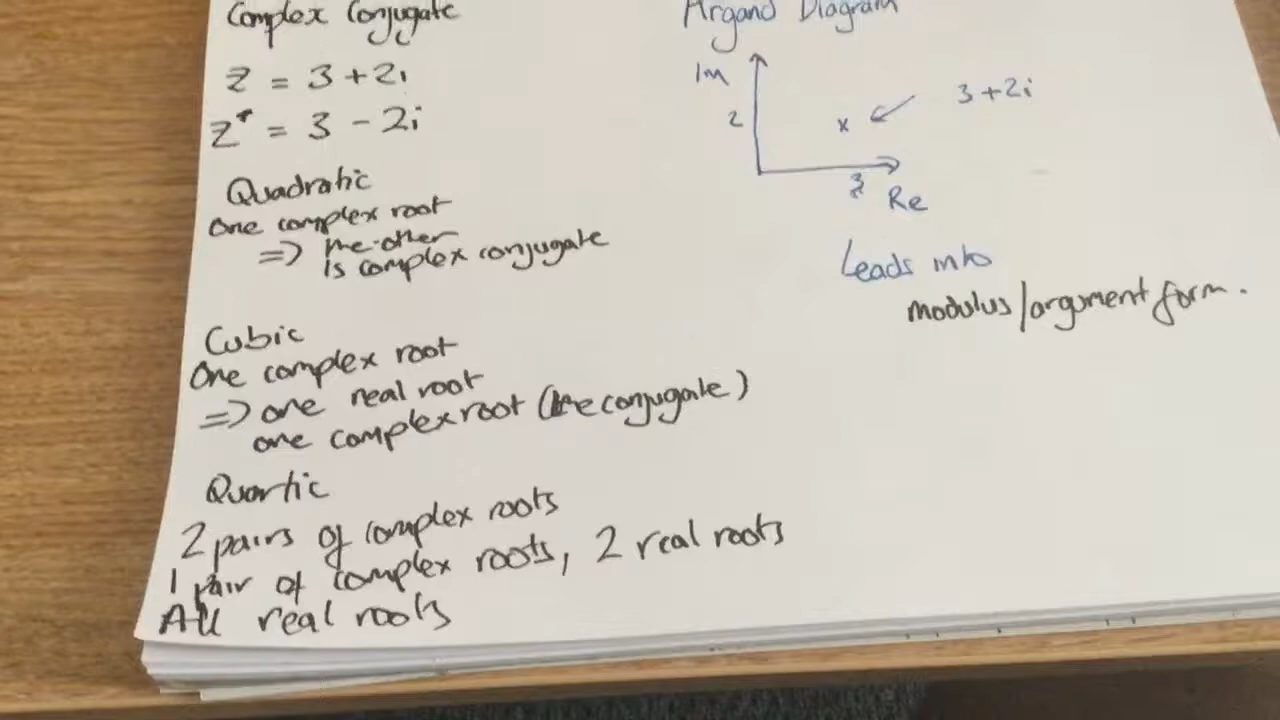 Complex Conjugate
z = 3 + 2i
z* = 3 - 2i
Quadratic
One complex root
=> the other
is complex conjugate
Cubic
One complex root
=> one real root
one complex root (the conjugate)
Quartic
2 pairs of complex roots
1 pair of complex roots, 2 real roots
All real roots
Argand Diagram
Im
2
x
3+2i
3
Re
Leads into
modulus/argument form.